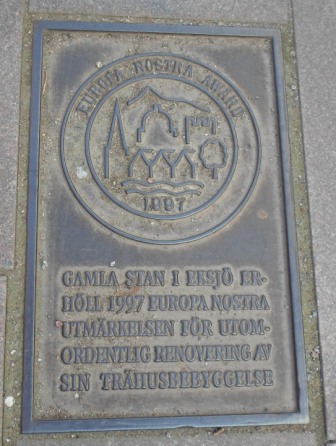 EUROPA NOSTRA AWARD
1997
GAMLA STAN I EKSJÖ ER-
HÖLL 1997 EUROPA NOSTRA
UTMÄRKELSEN FÖR UTOM-
ORDENTLIG RENOVERING AV
SIN TRÄHUSBEBYGGELSE